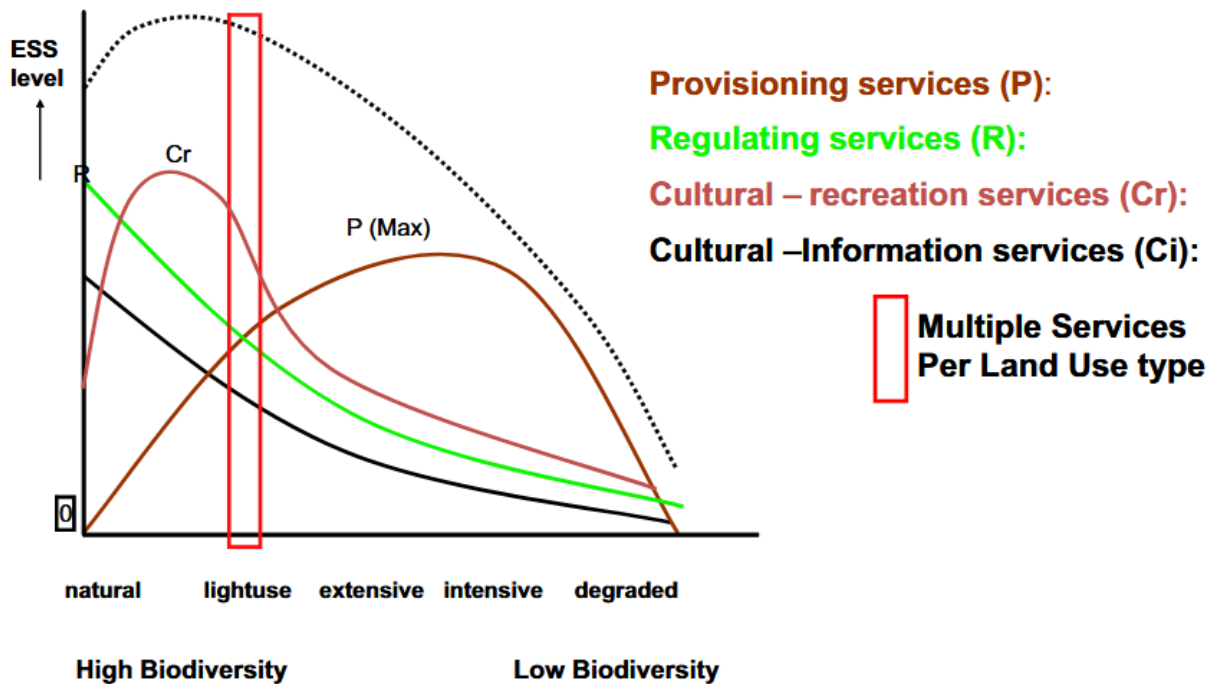 ESS
level
R
Cr
P (Max)
0
natural lightuse extensive intensive degraded
High Biodiversity Low Biodiversity
Provisioning services (P):
Regulating services (R):
Cultural – recreation services (Cr):
Cultural –Information services (Ci):
Multiple Services
Per Land Use type